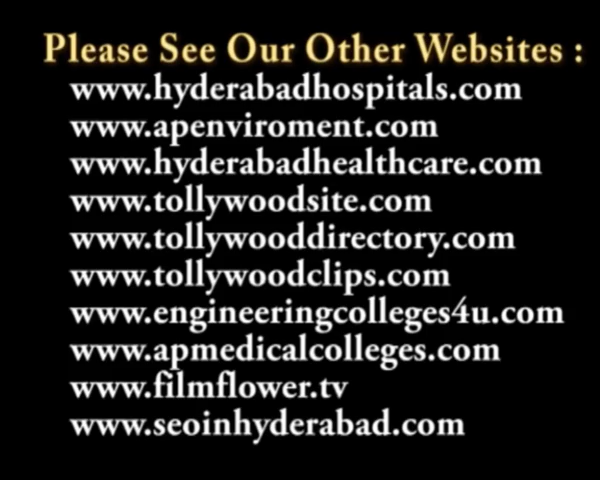 Please See Our Other Websites :
www.hyderabadhospitals.com
www.apenviroment.com
www.hyderabadhealthcare.com
www.tollywoodsite.com
www.tollywooddirectory.com
www.tollywoodclips.com
www.engineeringcolleges4u.com
www.apmedicalcolleges.com
www.filmflower.tv
www.seoinhyderabad.com